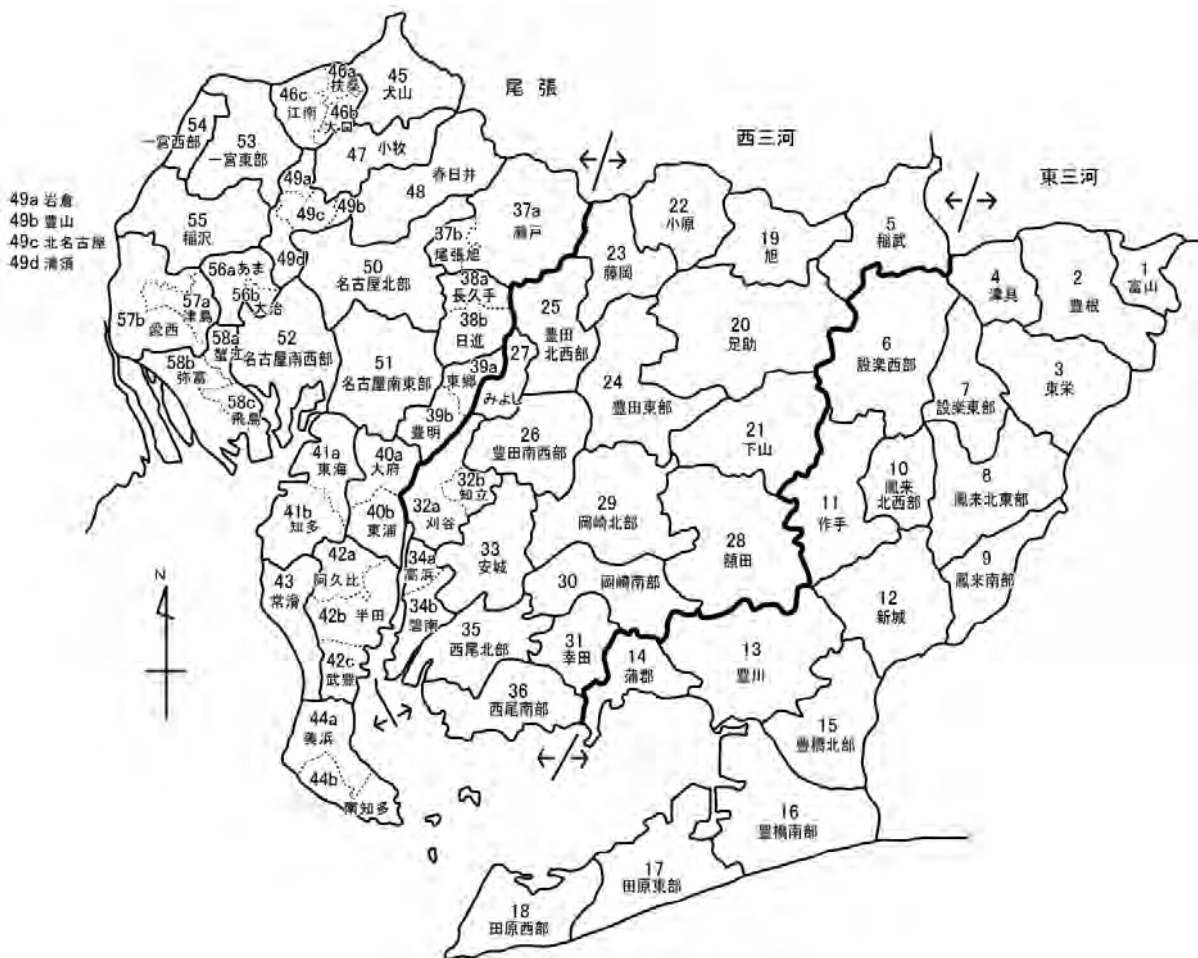 尾張
西三河
東三河
49a 岩倉
49b 豊山
49c 北名古屋
49d 清須
N
1
富山
2
豊根
3
東栄
4
津具
5
稲武
6
設楽西部
7
設楽東部
8
鳳来北東部
9
鳳来南部
10
鳳来
北西部
11
作手
12
新城
13
豊川
14
蒲郡
15
豊橋北部
16
豊橋南部
17
田原東部
18
田原西部
19
旭
20
足助
21
下山
22
小原
23
藤岡
24
豊田東部
25
豊田
北西部
26
豊田南西部
27
みよし
28
額田
29
岡崎北部
30
岡崎南部
31
幸田
32a
刈谷
32b
知立
33
安城
34a
高浜
34b
碧南
35
西尾北部
36
西尾南部
37a
瀬戸
37b
尾張旭
38a
長久手
38b
日進
39a
東郷
39b
豊明
40a
大府
40b
東浦
41a
東海
41b
知多
42a
阿久比
42b
半田
42c
武豊
43
常滑
44a
美浜
44b
南知多
45
犬山
46a
扶桑
46b
大口
46c
江南
47
小牧
48
春日井
49a
49b
49c
49d
50
名古屋北部
51
名古屋南東部
52
名古屋南西部
53
一宮東部
54
一宮西部
55
稲沢
56a
あま
56b
大治
57a
津島
57b
愛西
58a
蟹江
58b
弥富
58c
飛島